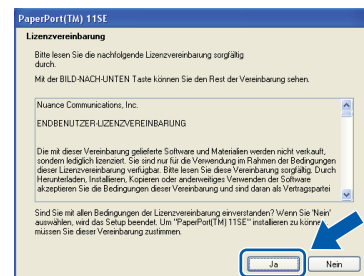 PaperPort(TM) 11SE
Lizenzvereinbarung
Bitte lesen Sie die nachfolgende Lizenzvereinbarung sorgfältig
durch.
Mit der BILD-NACH-UNTEN Taste können Sie den Rest der Vereinbarung sehen.
Nuance Communications, Inc.
ENDBENUTZER-LIZENZVEREINBARUNG
Die mit dieser Vereinbarung gelieferte Software und Materialien werden nicht verkauft,
sondern lediglich lizenziert. Sie sind nur für die Verwendung im Rahmen der Bedingungen
dieser Lizenzvereinbarung verfügbar. Bitte lesen Sie diese Vereinbarung sorgfältig. Durch
Herunterladen, Installieren, Kopieren oder anderweitiges Verwenden der Software
akzeptieren Sie die Bedingungen dieser Vereinbarung und sind daran als Vertragspartei
Sind Sie mit allen Bedingungen der Lizenzvereinbarung einverstanden? Wenn Sie 'Nein'
auswählen, wird das Setup beendet. Um "PaperPort(TM) 11SE" installieren zu können
müssen Sie dieser Vereinbarung zustimmen.
Ja
Nein